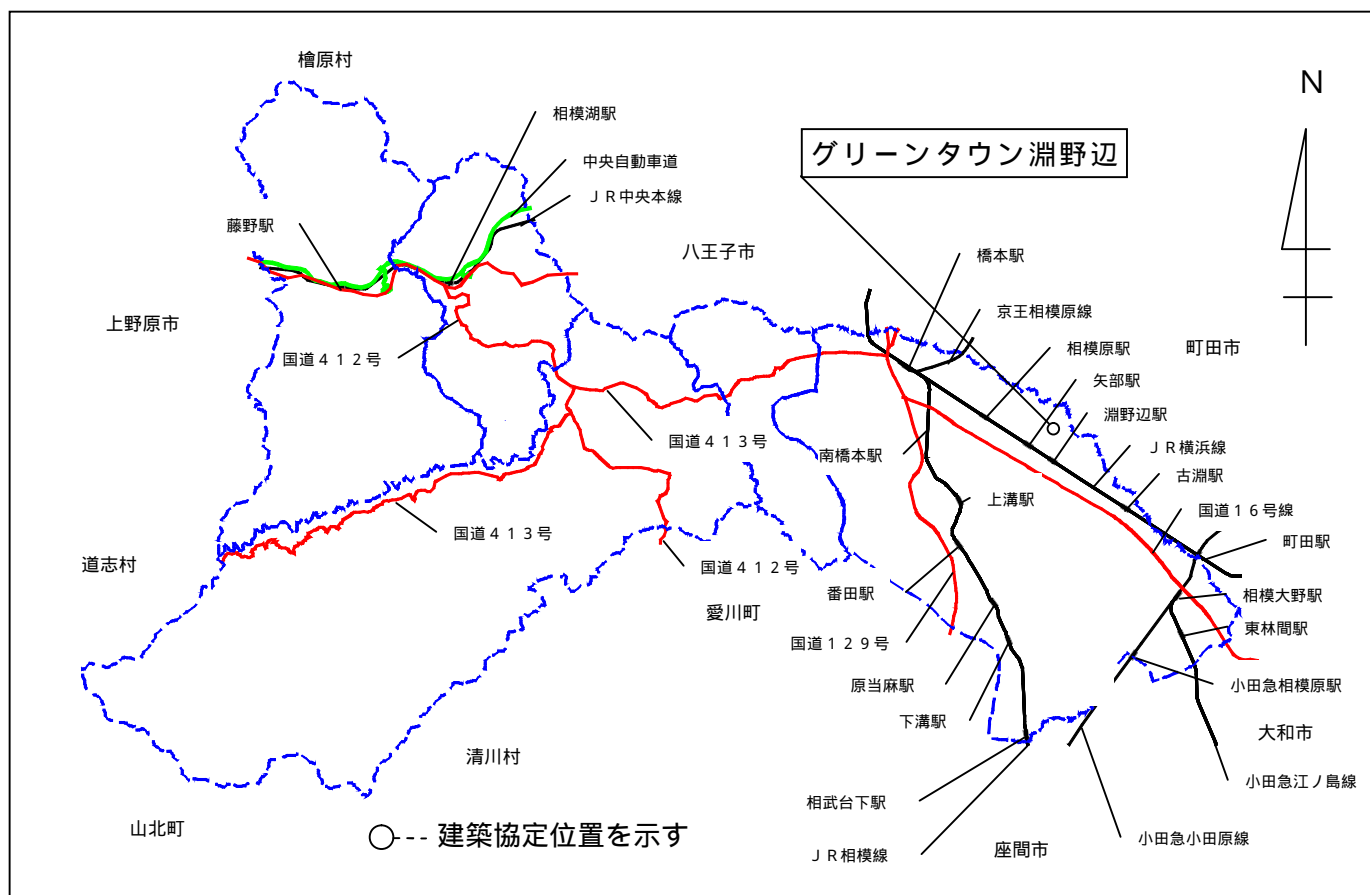 檜原村
相模湖駅
N
中央自動車道
グリーンタウン淵野辺
ＪＲ中央本線
藤野駅
八王子市
橋本駅
京王相模原線
上野原市
相模原駅
町田市
国道４１２号
矢部駅
淵野辺駅
国道４１３号
ＪＲ横浜線
南橋本駅
古淵駅
上溝駅
国道１６号線
国道４１３号
町田駅
道志村
国道４１２号
番田駅
愛川町
相模大野駅
東林間駅
国道１２９号
原当麻駅
小田急相模原駅
下溝駅
大和市
清川村
小田急江ノ島線
相武台下駅
山北町
建築協定位置を示す
小田急小田原線
ＪＲ相模線
座間市